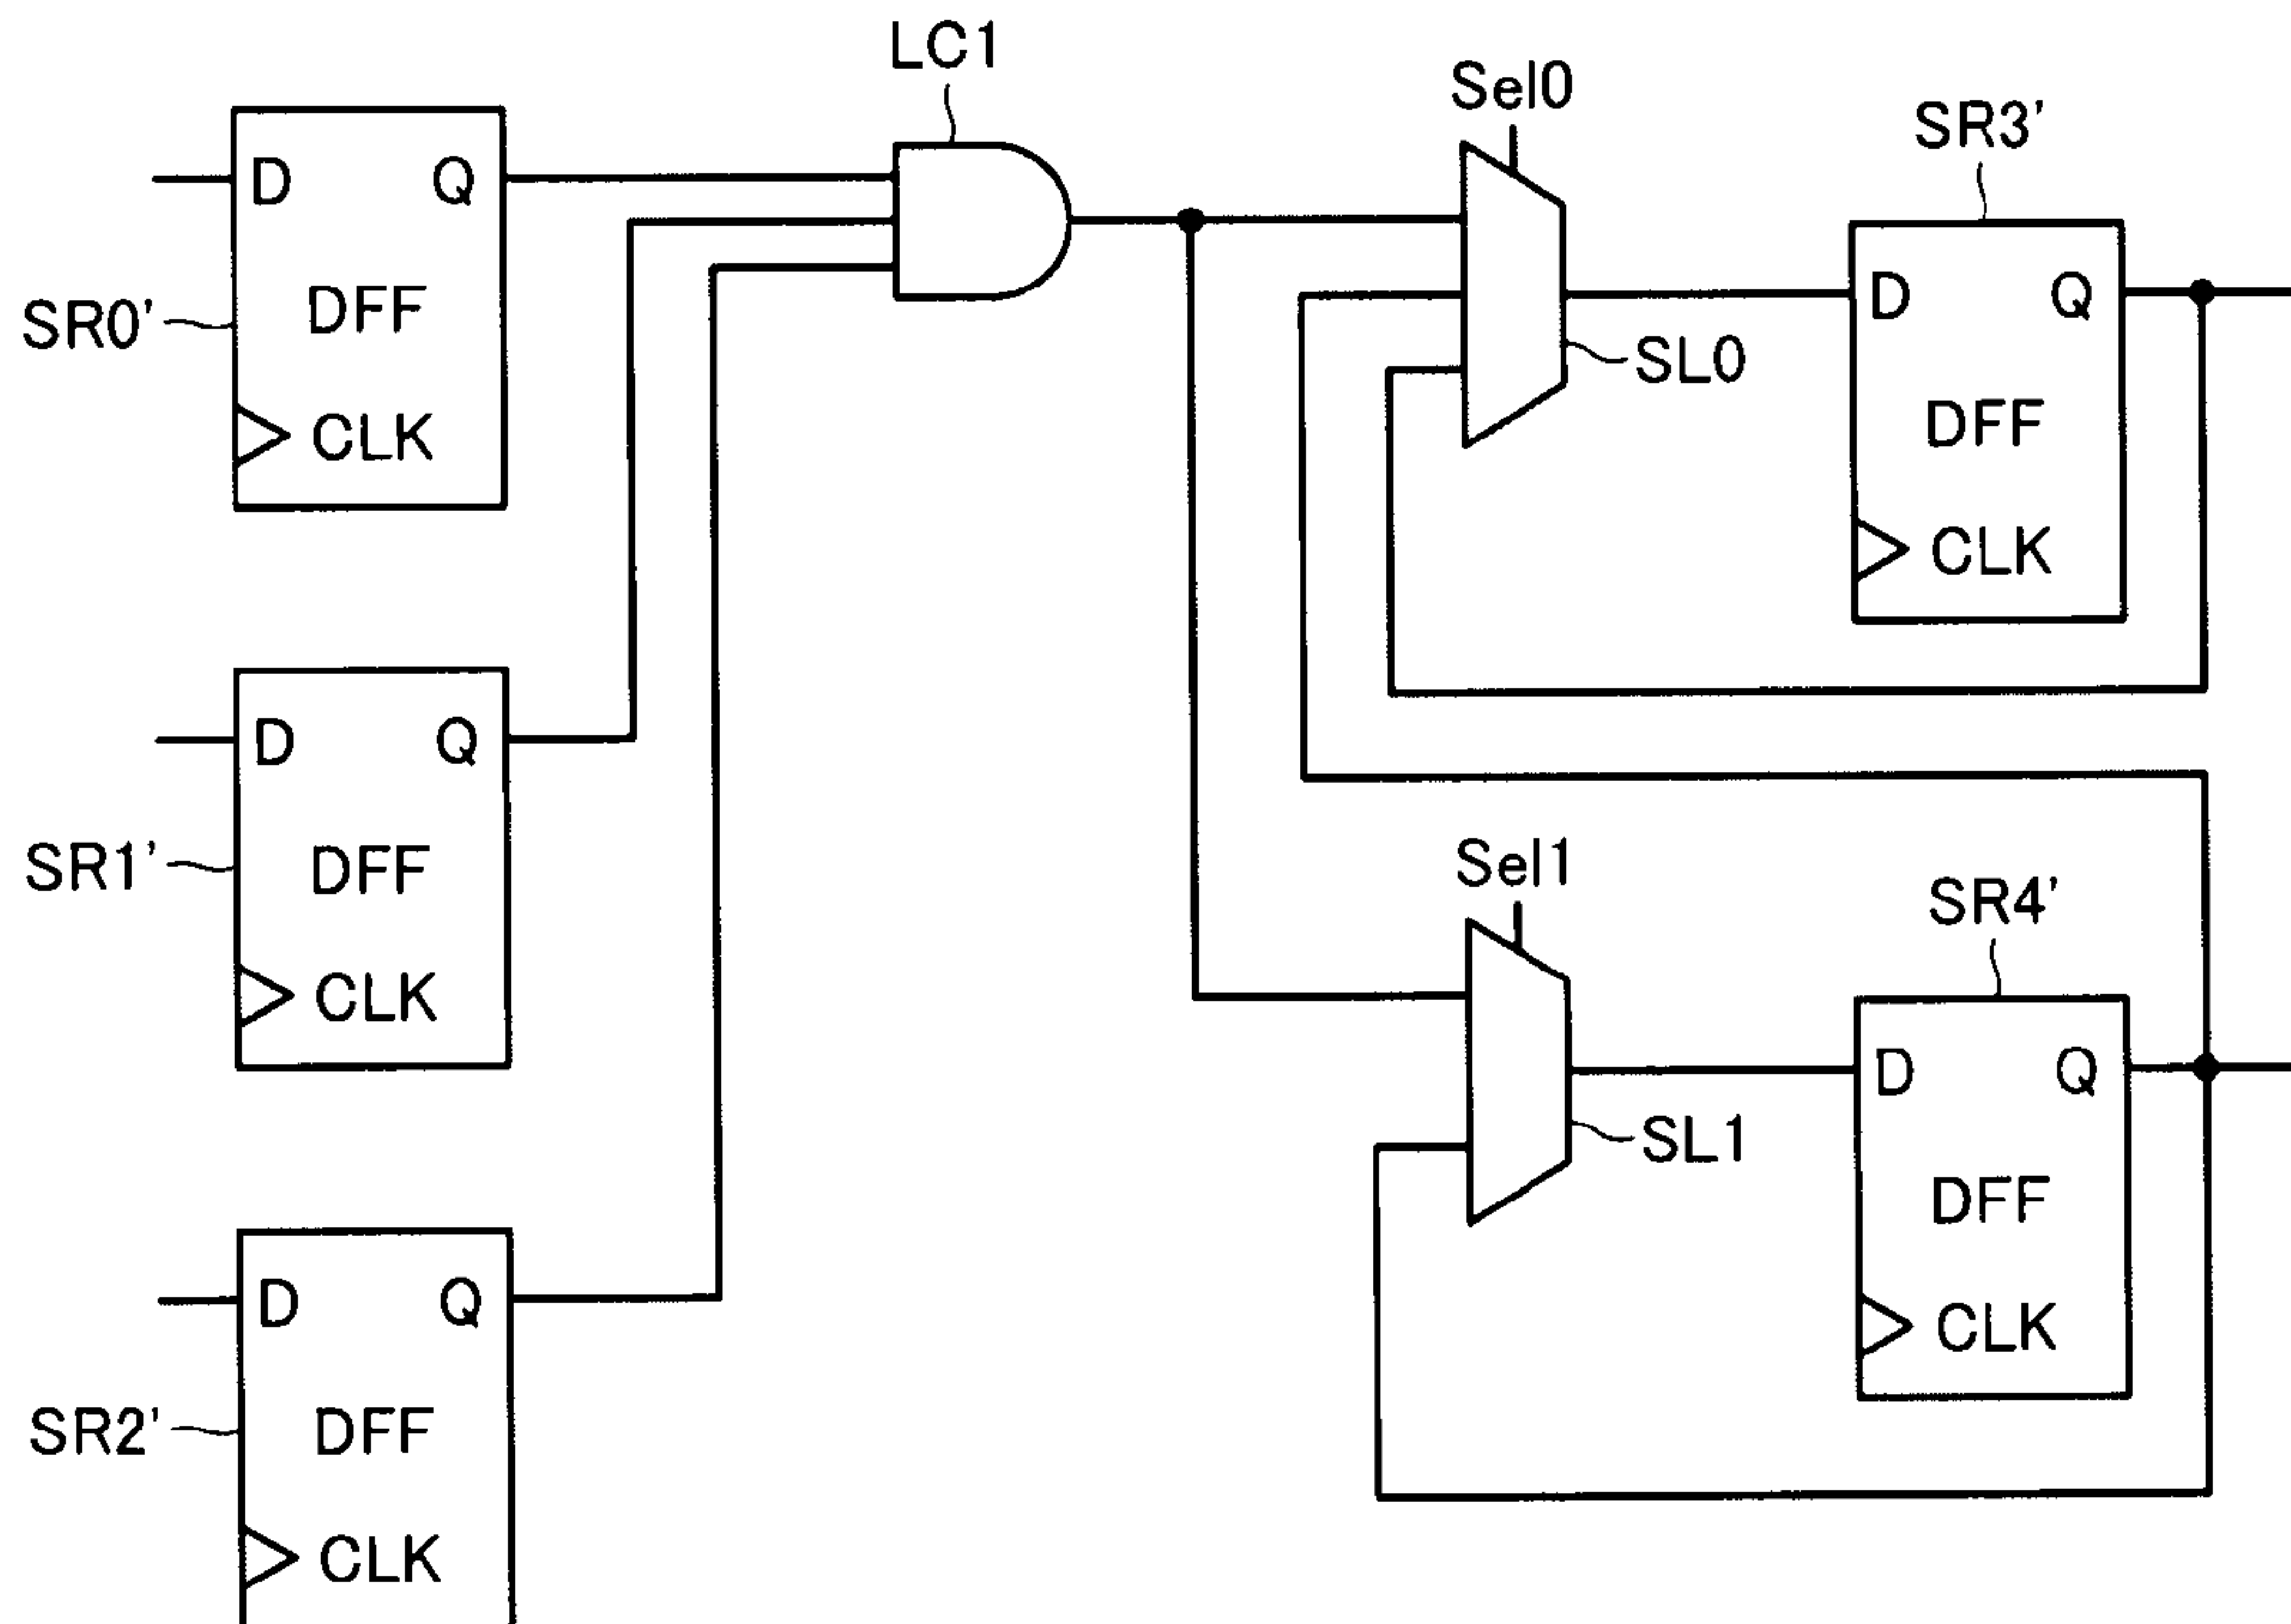 LC1
Sel0
SR3'
D Q
DFF
SR0'
CLK
SL0
D Q
DFF
CLK
D Q
DFF
SR1'
CLK
Sel1
SR4'
D Q
DFF
SL1
CLK
D Q
DFF
SR2'
CLK